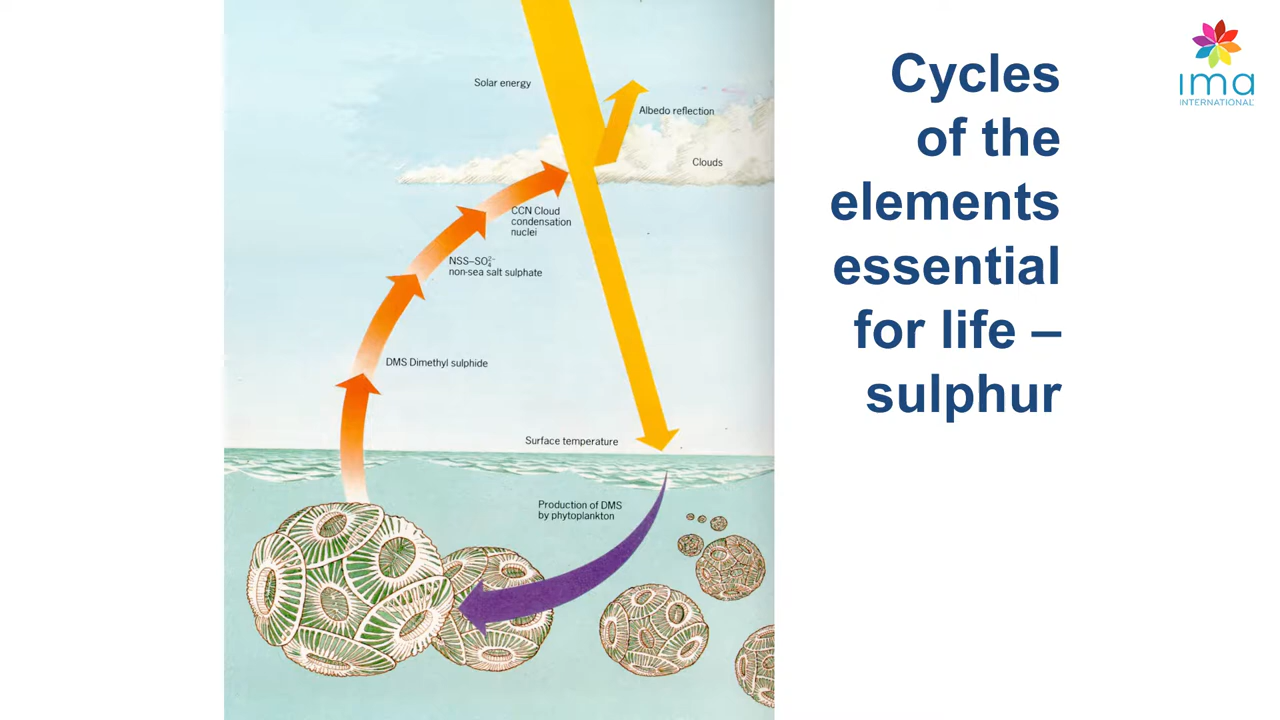 Solar energy
Albedo reflection
Clouds
CCN Cloud
condensation
nuclei
NSS–SO₄²⁻
non-sea salt sulphate
DMS Dimethyl sulphide
Surface temperature
Production of DMS
by phytoplankton
Cycles
of the
elements
essential
for life –
sulphur
ima
INTERNATIONAL